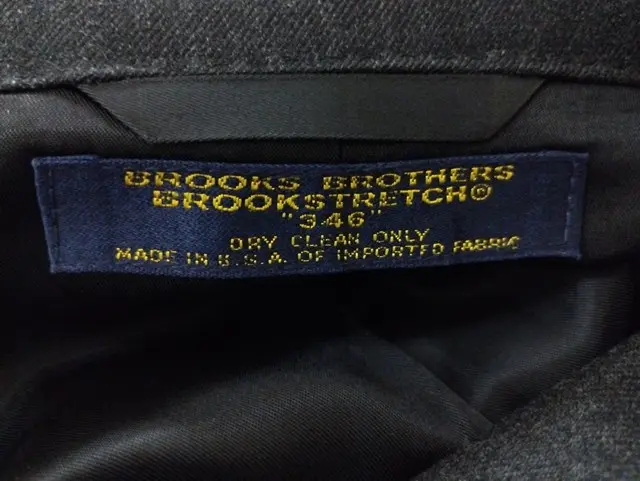 BROOKS BROTHERS
BROOKSTRETCH®
"346"
DRY CLEAN ONLY
MADE IN U.S.A. OF IMPORTED FABRIC